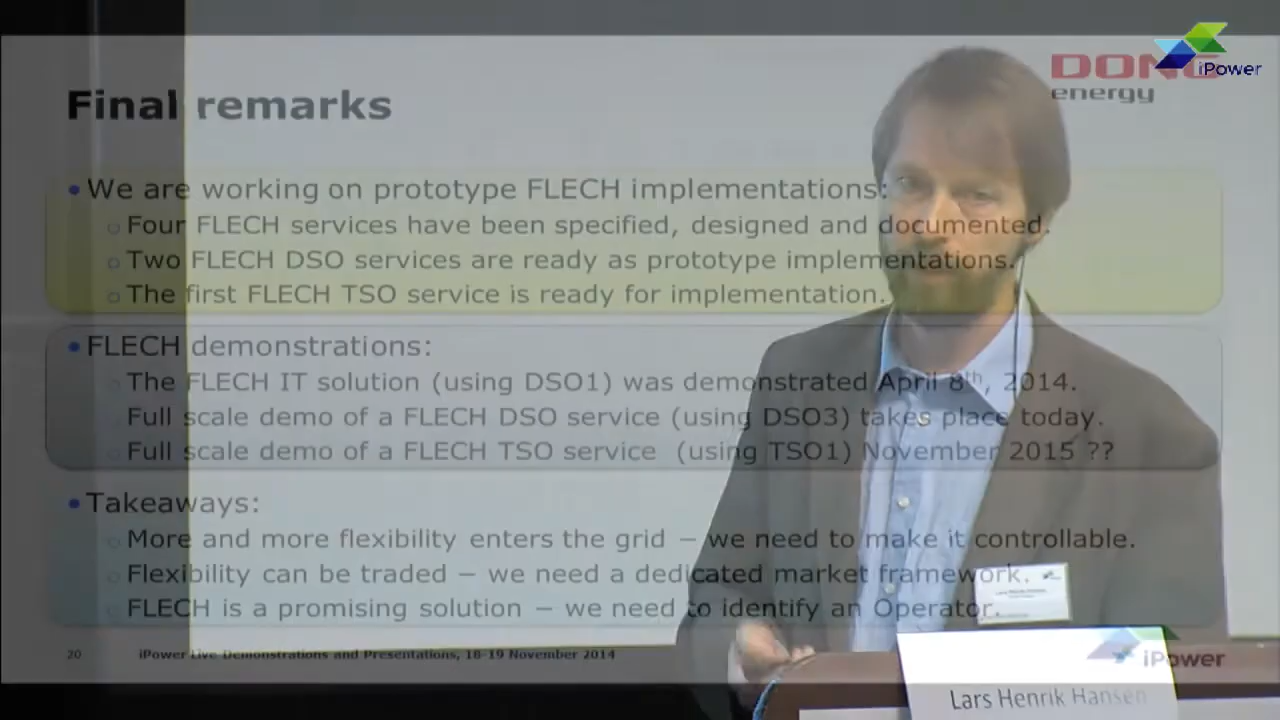 DONG
energy
iPower
Final remarks
• We are working on prototype FLECH implementations:
o Four FLECH services have been specified, designed and documented.
o Two FLECH DSO services are ready as prototype implementations.
o The first FLECH TSO service is ready for implementation.
• FLECH demonstrations:
o The FLECH IT solution (using DSO1) was demonstrated April 8th, 2014.
Full scale demo of a FLECH DSO service (using DSO3) takes place today.
Full scale demo of a FLECH TSO service (using TSO1) November 2015 ??
• Takeaways:
o More and more flexibility enters the grid – we need to make it controllable.
o Flexibility can be traded – we need a dedicated market framework.
o FLECH is a promising solution – we need to identify an Operator.
20 iPower Live Demonstrations and Presentations, 18-19 November 2014
iPower
Lars Henrik Hansen